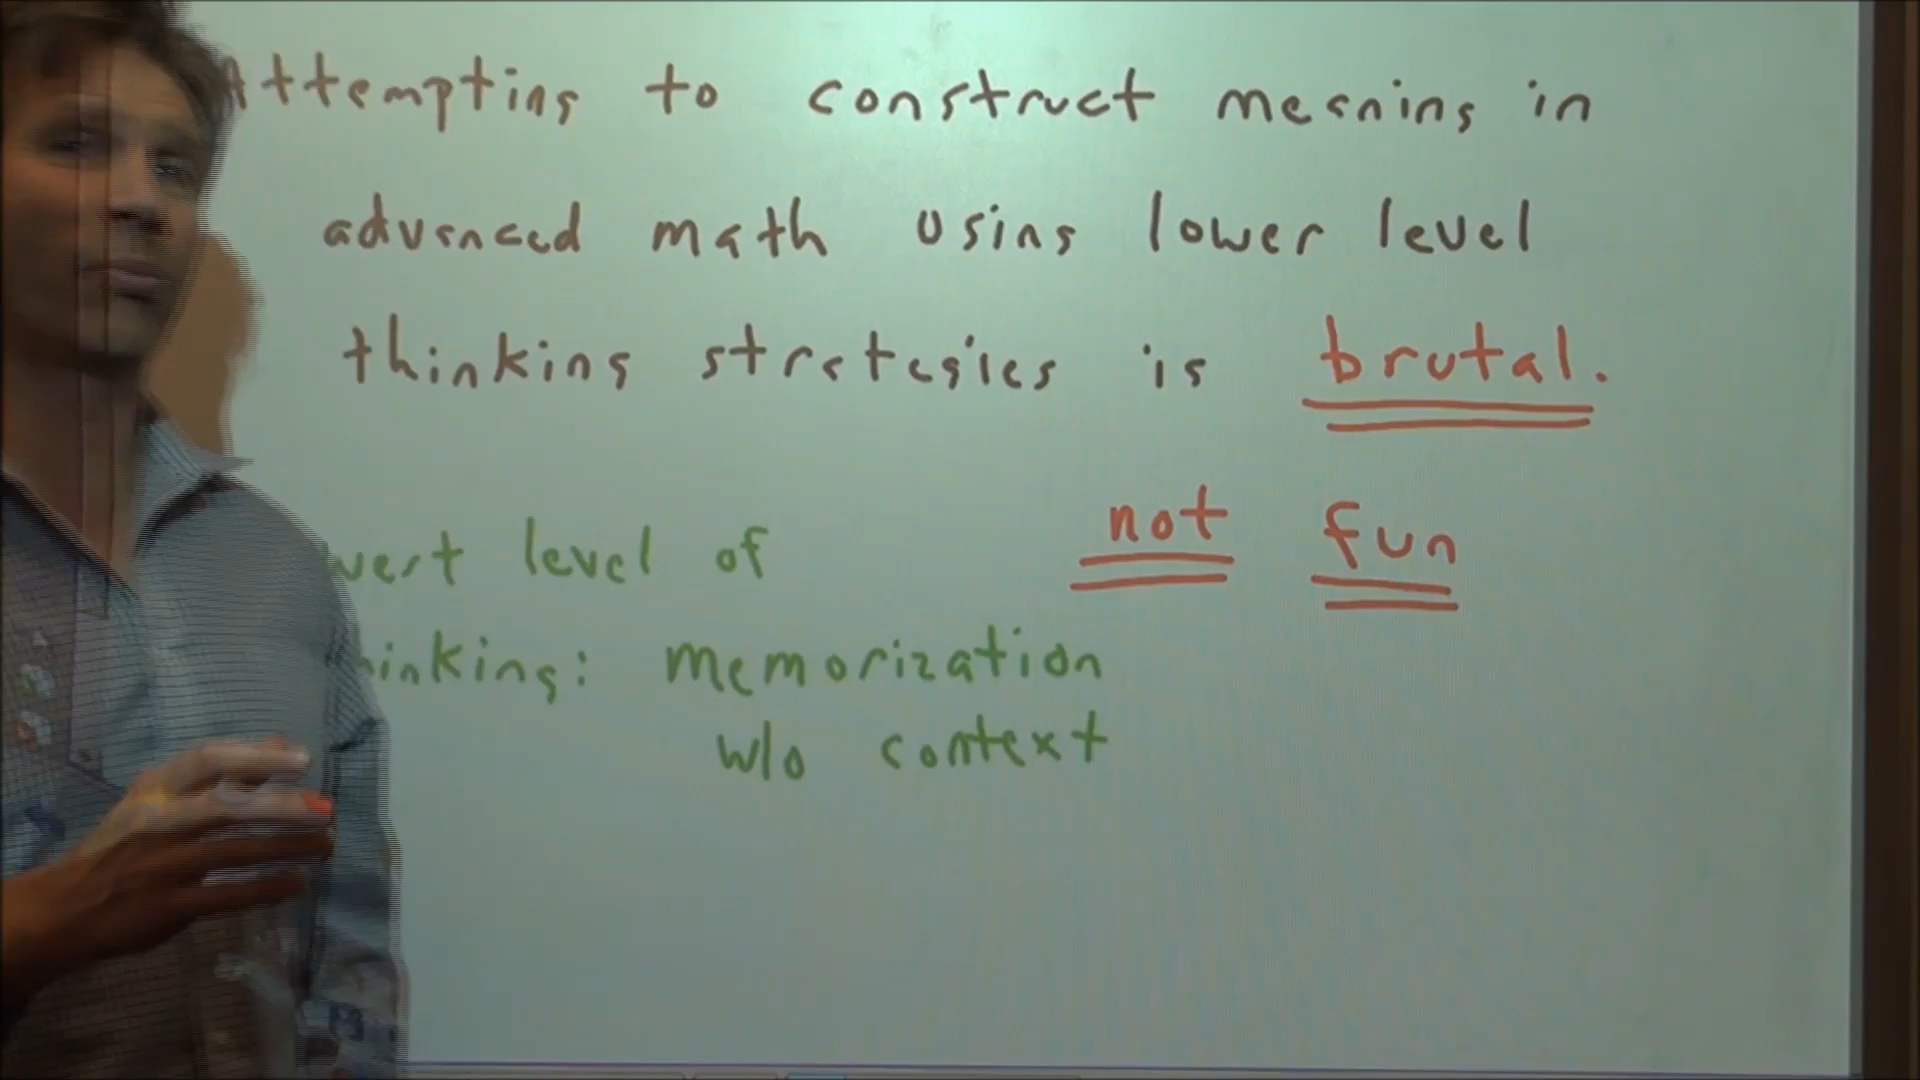 Attempting to construct meaning in
advanced math using lower level
thinking strategies is brutal.
not fun
level of
thinking: memorization
w/o context